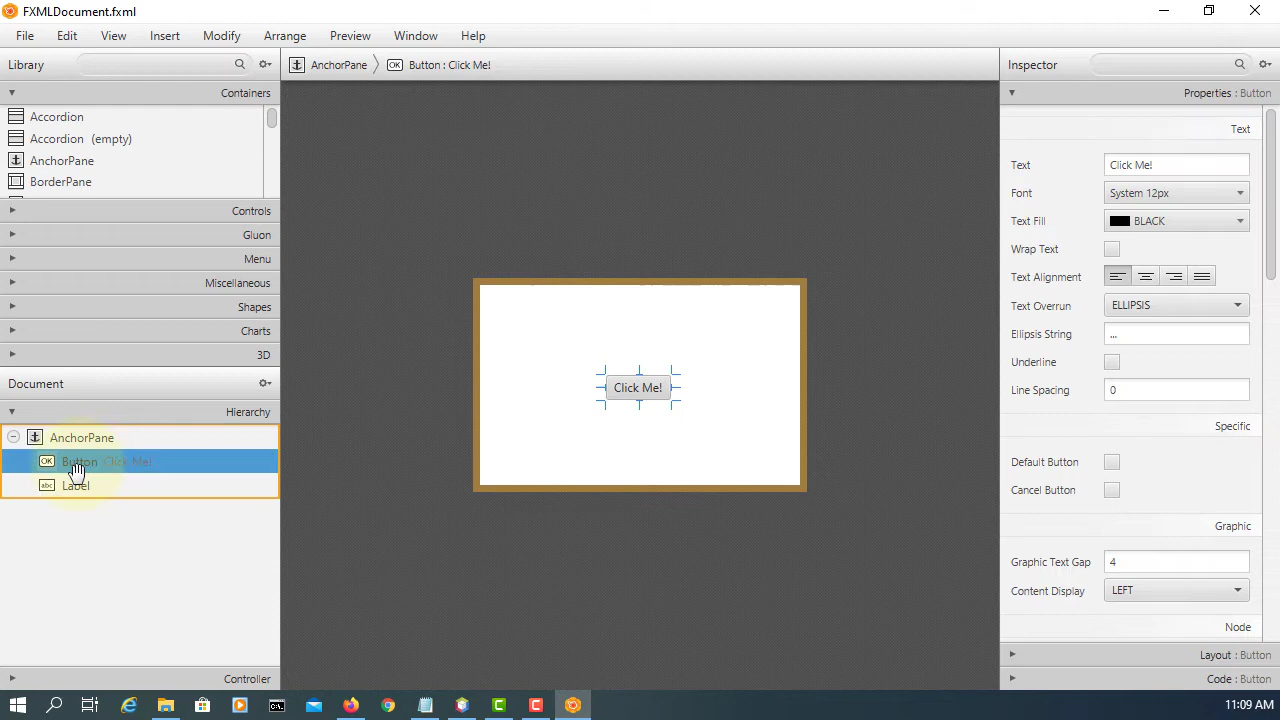 FXMLDocument.fxml
File Edit View Insert Modify Arrange Preview Window Help
Library
AnchorPane
Button : Click Me!
Inspector
Containers
Accordion
Accordion (empty)
AnchorPane
BorderPane
Controls
Gluon
Menu
Miscellaneous
Shapes
Charts
3D
Document
Hierarchy
AnchorPane
OK Button Click Me!
abc Label
Controller
Click Me!
Properties : Button
Text
Text Click Me!
Font System 12px
Text Fill BLACK
Wrap Text
Text Alignment
Text Overrun ELLIPSIS
Ellipsis String ...
Underline
Line Spacing 0
Specific
Default Button
Cancel Button
Graphic
Graphic Text Gap 4
Content Display LEFT
Node
Layout : Button
Code : Button
11:09 AM